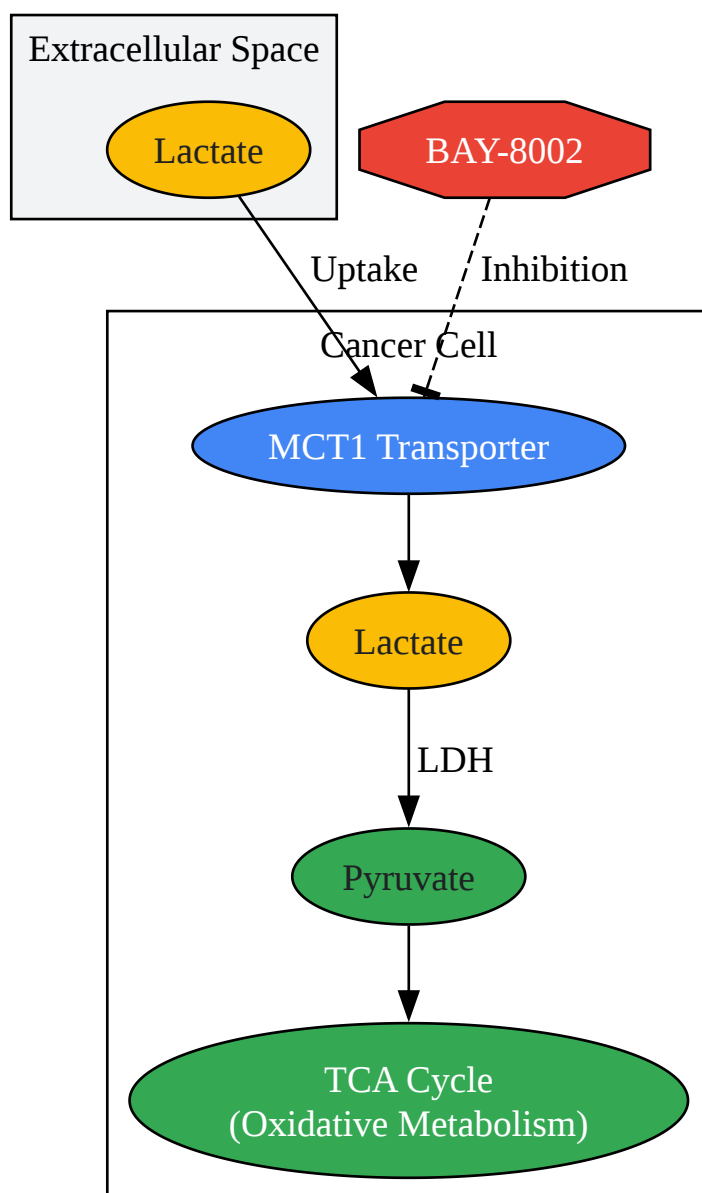 Extracellular Space
Lactate
BAY-8002
Uptake
Inhibition
Cancer Cell
MCT1 Transporter
Lactate
LDH
Pyruvate
TCA Cycle
(Oxidative Metabolism)